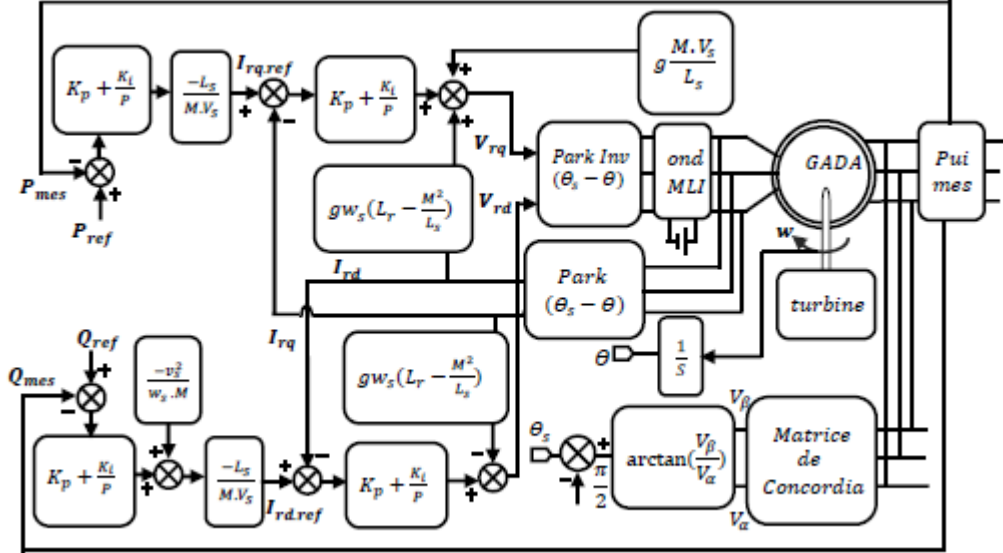 g M.V_s / L_s
K_p + K_i / P
-L_s / M.V_s
I_rq.ref
+
-
K_p + K_i / P
+
+
+
V_rq
Park Inv
(θ_s − θ)
ond
MLI
GADA
Pui
mes
-
+
P_mes
P_ref
gw_s(L_r − M² / L_s)
V_rd
I_rd
Park
(θ_s − θ)
w
turbine
θ
1 / S
I_rq
Q_ref
+
Q_mes
-
-v_s² / w_s.M
gw_s(L_r − M² / L_s)
K_p + K_i / P
+
+
-L_s / M.V_s
+
-
I_rd.ref
K_p + K_i / P
+
-
θ_s
+
-
π / 2
arctan(V_β / V_α)
V_β
V_α
Matrice
de
Concordia